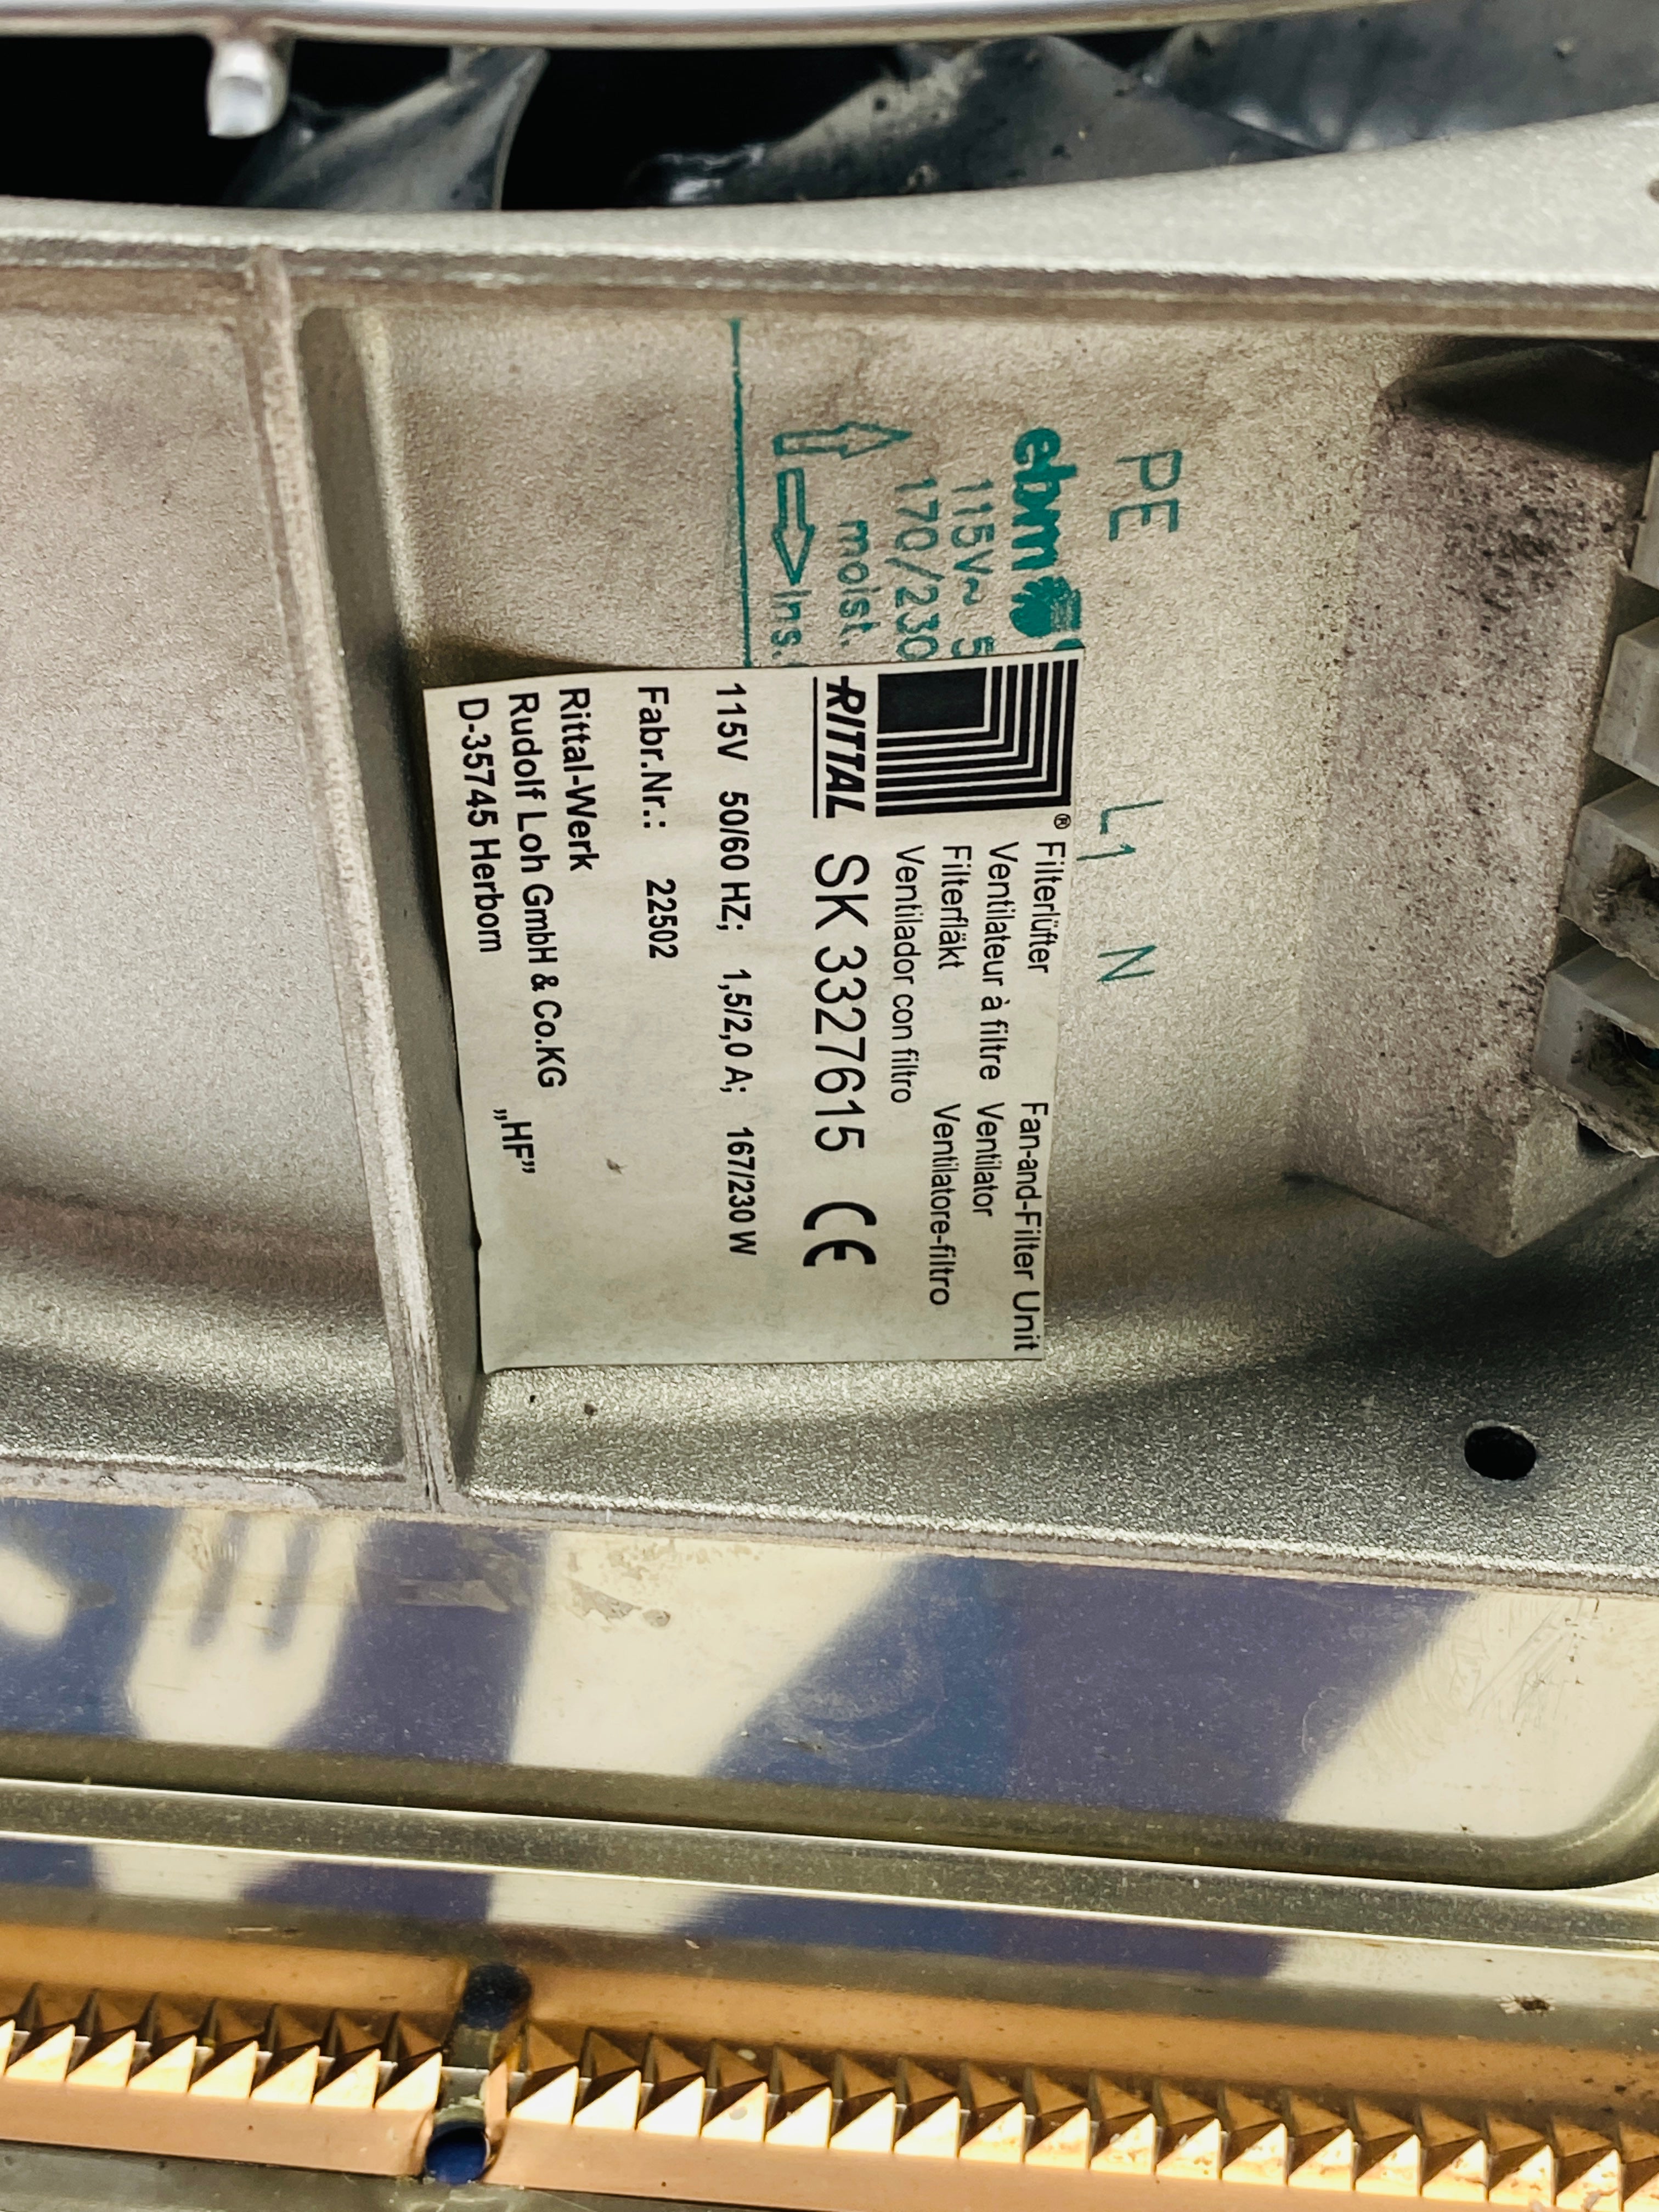 PE L1 N
ebm
115V~ 5
170/230
moist.
Ins.
RITTAL ®
Filterlüfter Fan-and-Filter Unit
Ventilateur à filtre Ventilator
Filterfläkt Ventilatore-filtro
Ventilador con filtro
SK 3327615 CE
115V 50/60 HZ; 1,5/2,0 A; 167/230 W
Fabr.Nr.: 22502
Rittal-Werk
Rudolf Loh GmbH & Co.KG
D-35745 Herborn „HF”